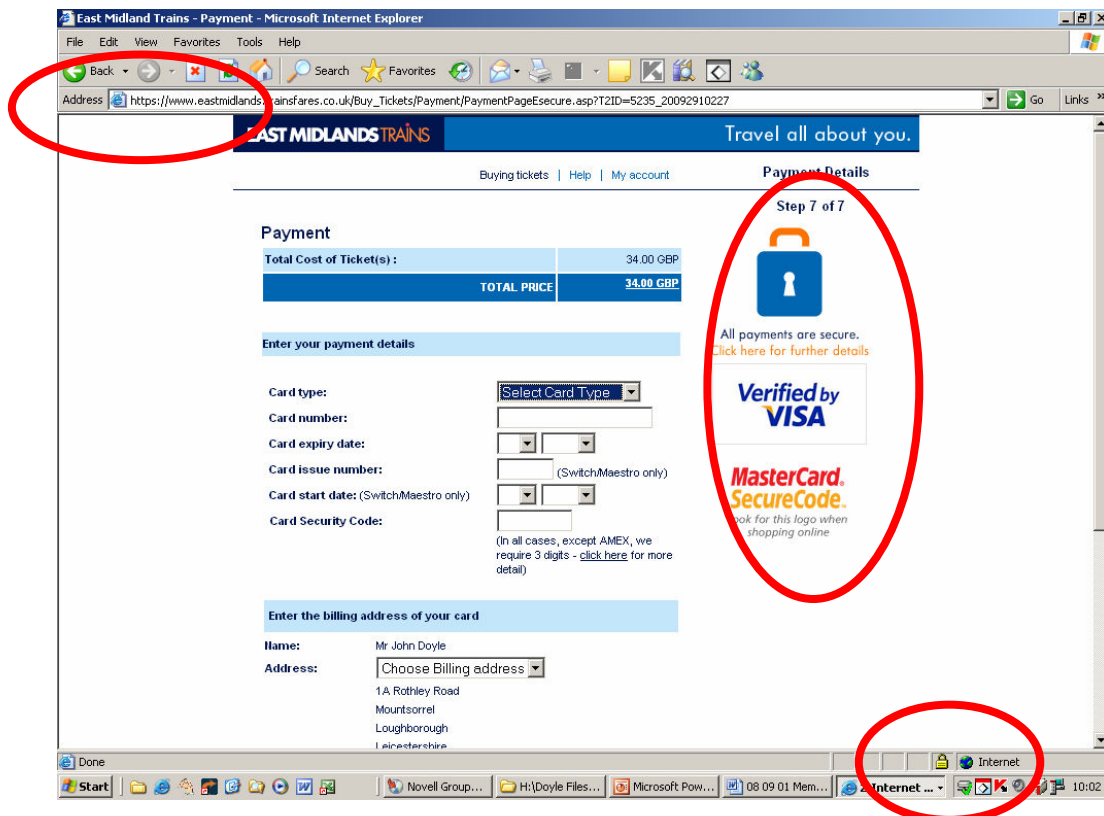 East Midland Trains - Payment - Microsoft Internet Explorer
File Edit View Favorites Tools Help
Back Search Favorites
Address https://www.eastmidlandstrainsfares.co.uk/Buy_Tickets/Payment/PaymentPageEsecure.asp?T2ID=5235_20092910227 Go Links »
EAST MIDLANDS TRAINS Travel all about you.
Buying tickets | Help | My account Payment Details
Step 7 of 7
Payment
Total Cost of Ticket(s) : 34.00 GBP
TOTAL PRICE 34.00 GBP
All payments are secure.
Click here for further details
Enter your payment details
Card type: Select Card Type
Verified by
VISA
Card number:
Card expiry date:
Card issue number: (Switch/Maestro only)
MasterCard.
SecureCode.
Card start date: (Switch/Maestro only)
Look for this logo when
shopping online
Card Security Code:
(In all cases, except AMEX, we
require 3 digits - click here for more
detail)
Enter the billing address of your card
Name: Mr John Doyle
Address: Choose Billing address
1A Rothley Road
Mountsorrel
Loughborough
Leicestershire
Done Internet
Start Novell Group... H:\Doyle Files... Microsoft Pow... 08 09 01 Mem... 2 Internet ... 10:02